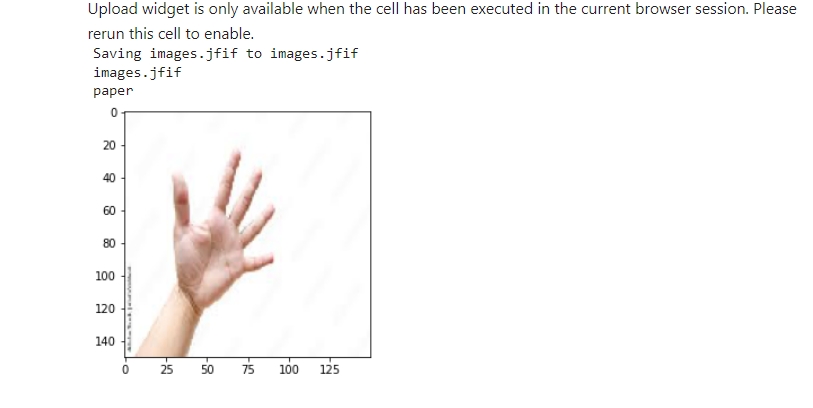 Upload widget is only available when the cell has been executed in the current browser session. Please
rerun this cell to enable.
Saving images.jfif to images.jfif
images.jfif
paper
0
20
40
60
80
100
120
140
0 25 50 75 100 125